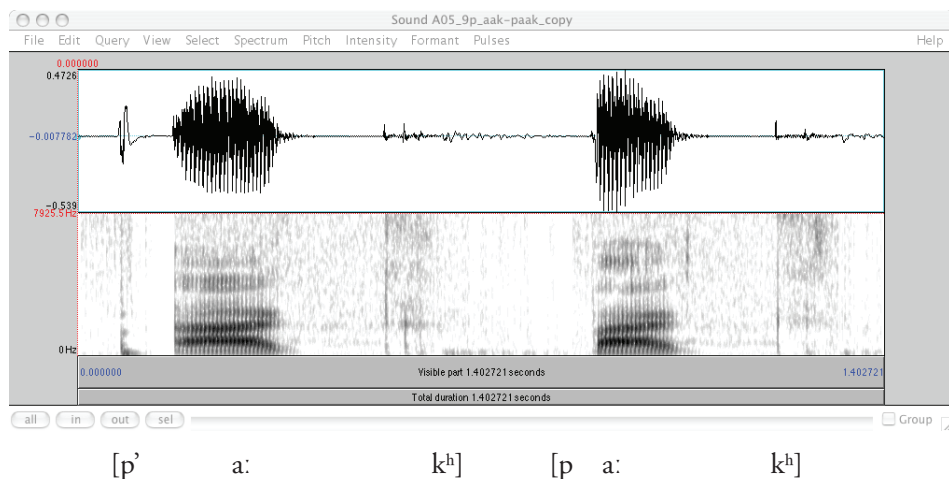 Sound A05_9p_aak-paak_copy
File Edit Query View Select Spectrum Pitch Intensity Formant Pulses Help
0.000000
0.4726
-0.007782
-0.539
7925.5Hz
0 Hz
0.000000 Visible part 1.402721 seconds 1.402721
Total duration 1.402721 seconds
all in out sel Group
[p’ aː kʰ] [p aː kʰ]